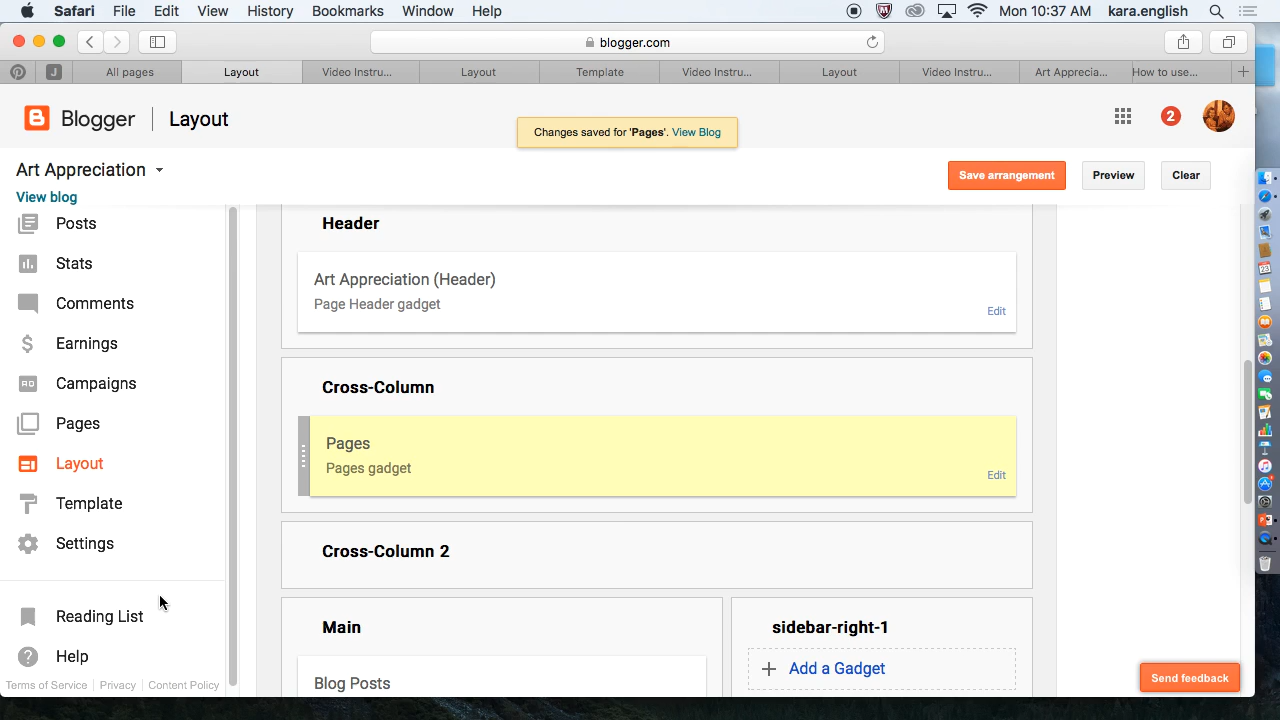 Safari File Edit View History Bookmarks Window Help Mon 10:37 AM kara.english
blogger.com
All pages Layout Video Instru... Layout Template Video Instru... Layout Video Instru... Art Apprecia... How to use...
Blogger Layout
2
Changes saved for 'Pages'. View Blog
Art Appreciation
Save arrangement Preview Clear
View blog
Posts
Stats
Comments
Earnings
Campaigns
Pages
Layout
Template
Settings
Reading List
Help
Terms of Service Privacy Content Policy
Header
Art Appreciation (Header)
Page Header gadget
Edit
Cross-Column
Pages
Pages gadget
Edit
Cross-Column 2
Main
Blog Posts
sidebar-right-1
+ Add a Gadget
Send feedback